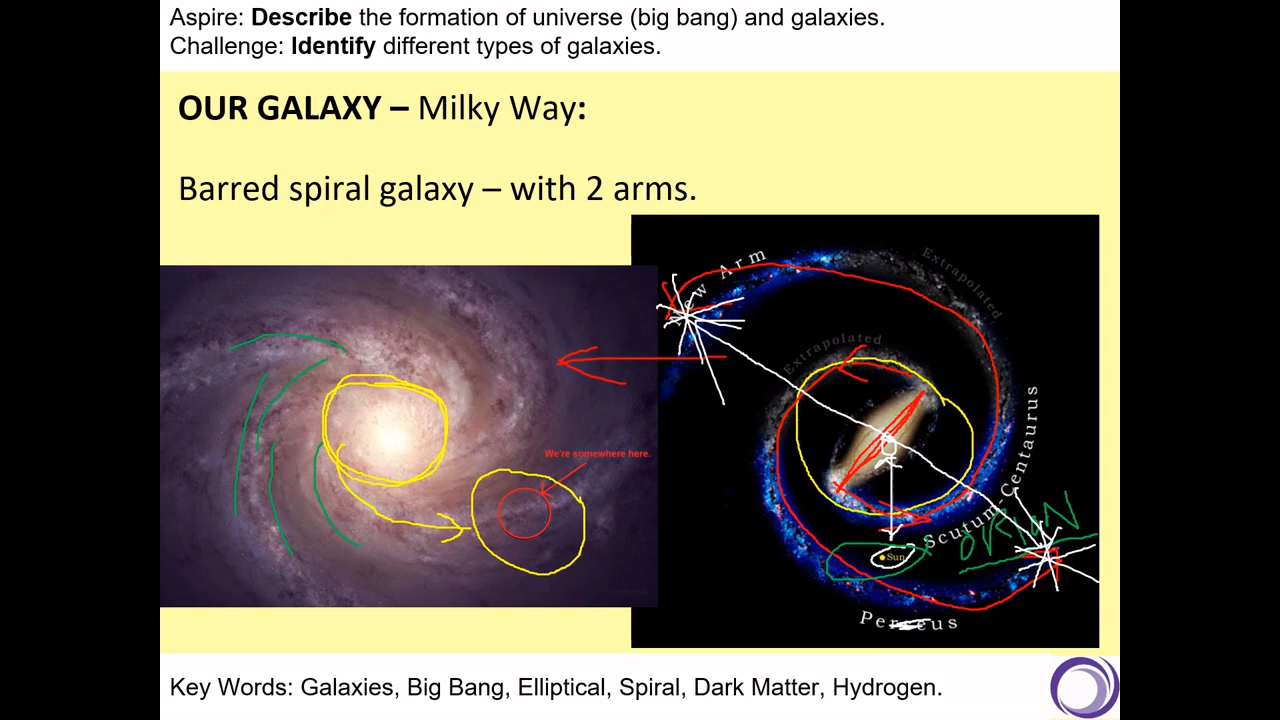 Aspire: Describe the formation of universe (big bang) and galaxies.
Challenge: Identify different types of galaxies.
OUR GALAXY – Milky Way:
Barred spiral galaxy – with 2 arms.
We're somewhere here.
Arm
Extrapolated
Extrapolated
Scutum-Centaurus
ORION
Sun
Perseus
Key Words: Galaxies, Big Bang, Elliptical, Spiral, Dark Matter, Hydrogen.